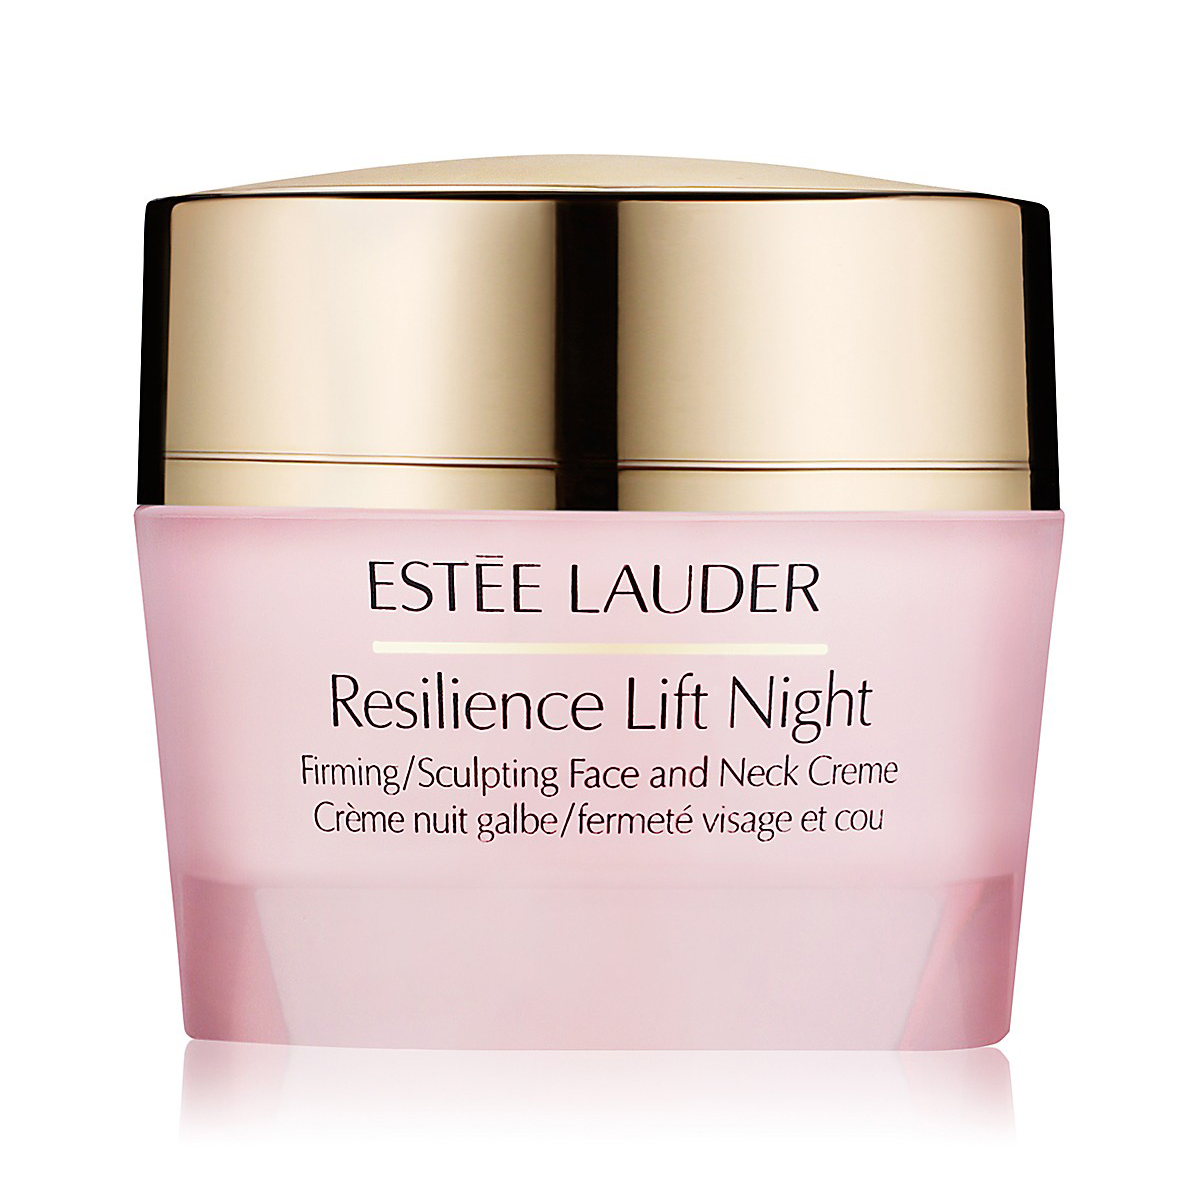 ESTĒE LAUDER
Resilience Lift Night
Firming/Sculpting Face and Neck Creme
Crème nuit galbe/fermeté visage et cou